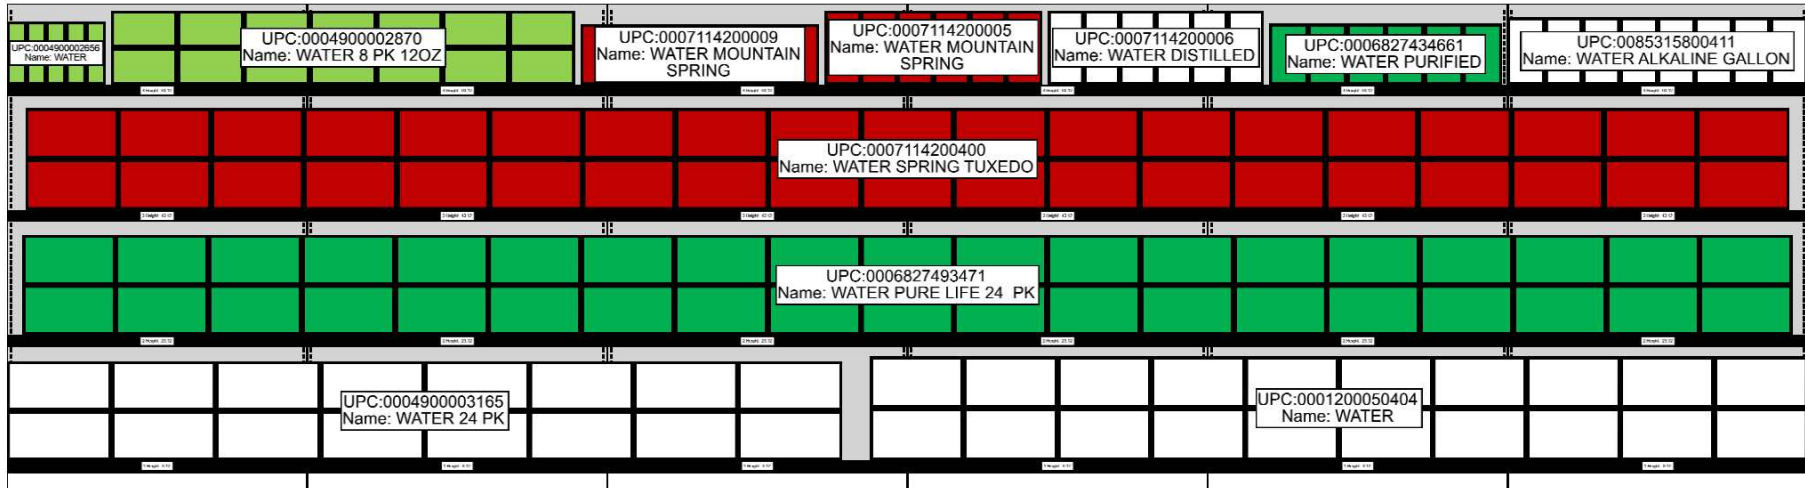 UPC:0004900002656
Name: WATER
UPC:0004900002870
Name: WATER 8 PK 12OZ
UPC:0007114200009
Name: WATER MOUNTAIN
SPRING
UPC:0007114200005
Name: WATER MOUNTAIN
SPRING
UPC:0007114200006
Name: WATER DISTILLED
UPC:0006827434661
Name: WATER PURIFIED
UPC:0085315800411
Name: WATER ALKALINE GALLON
UPC:0007114200400
Name: WATER SPRING TUXEDO
UPC:0006827493471
Name: WATER PURE LIFE 24  PK
UPC:0004900003165
Name: WATER 24 PK
UPC:0001200050404
Name: WATER